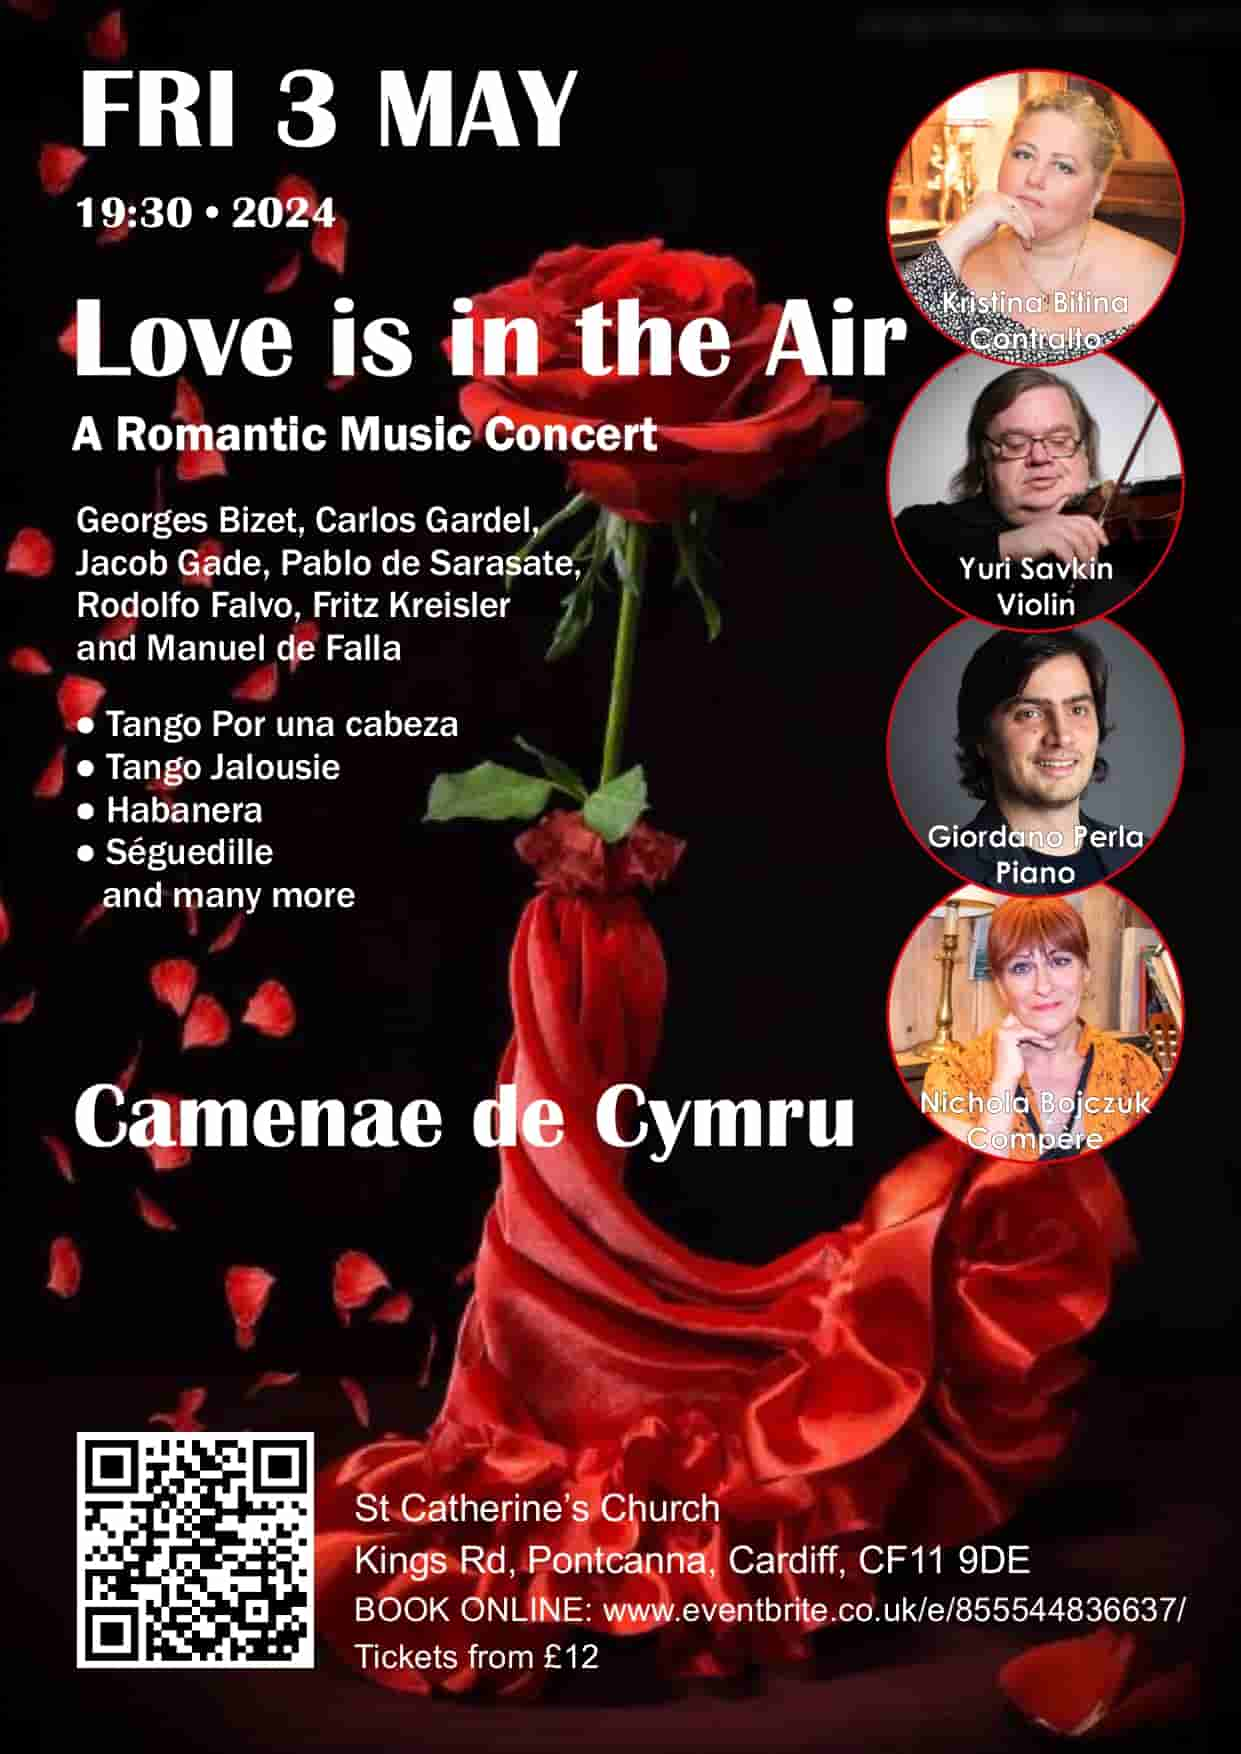 FRI 3 MAY
19:30 • 2024
Love is in the Air
A Romantic Music Concert
Georges Bizet, Carlos Gardel,
Jacob Gade, Pablo de Sarasate,
Rodolfo Falvo, Fritz Kreisler
and Manuel de Falla
• Tango Por una cabeza
• Tango Jalousie
• Habanera
• Séguedille
and many more
Kristina Bitina
Contralto
Yuri Savkin
Violin
Giordano Perla
Piano
Nichola Bojczuk
Compere
Camenae de Cymru
St Catherine’s Church
Kings Rd, Pontcanna, Cardiff, CF11 9DE
BOOK ONLINE: www.eventbrite.co.uk/e/855544836637/
Tickets from £12